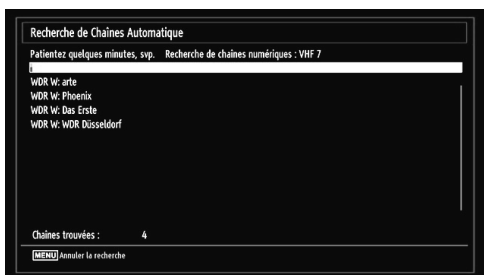 Recherche de Chaînes Automatique
Patientez quelques minutes, svp. Recherche de chaînes numériques : VHF 7
WDR W: arte
WDR W: Phoenix
WDR W: Das Erste
WDR W: WDR Düsseldorf
Chaînes trouvées : 4
MENU Annuler la recherche